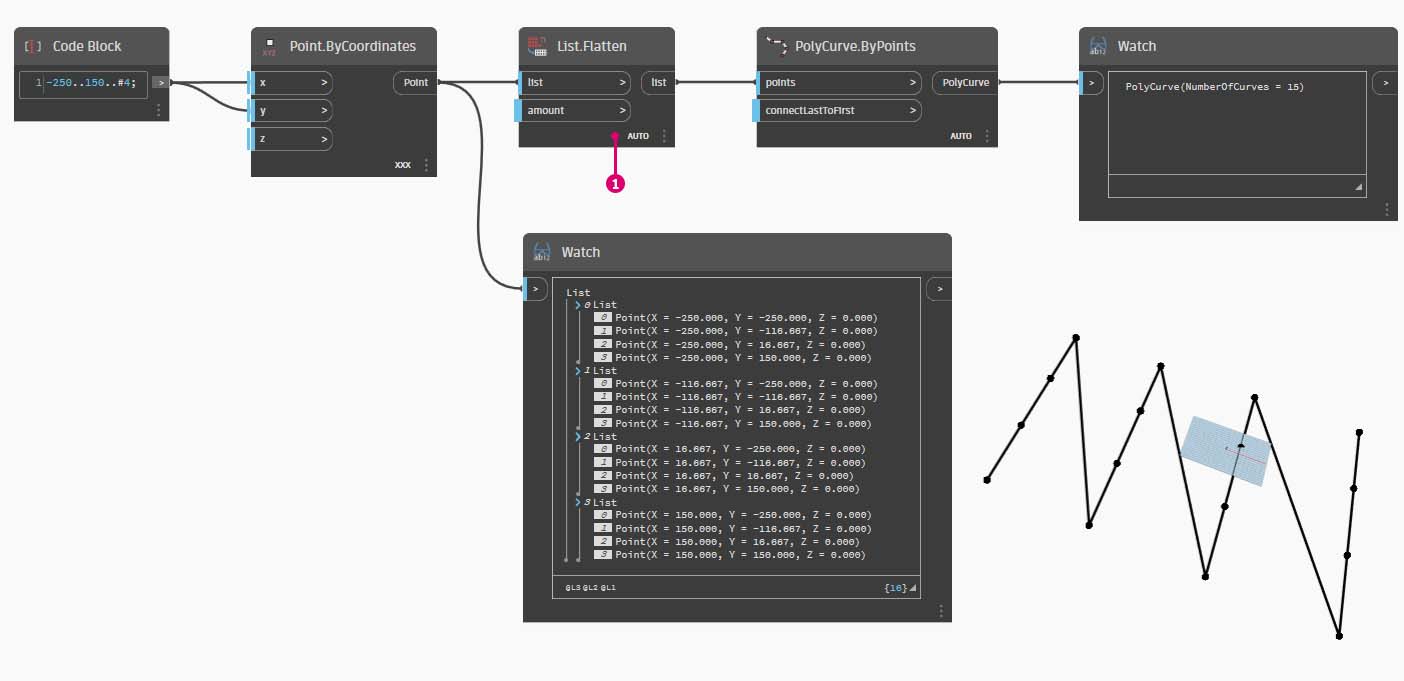 Code Block
1 -250..150..#4;
>
Point.ByCoordinates
x > Point
y >
z >
XXX
List.Flatten
list > list
amount >
AUTO
1
PolyCurve.ByPoints
points > PolyCurve
connectLastToFirst >
AUTO
Watch
> PolyCurve(NumberOfCurves = 15) >
Watch
> >
List
0 List
0 Point(X = -250.000, Y = -250.000, Z = 0.000)
1 Point(X = -250.000, Y = -116.667, Z = 0.000)
2 Point(X = -250.000, Y = 16.667, Z = 0.000)
3 Point(X = -250.000, Y = 150.000, Z = 0.000)
1 List
0 Point(X = -116.667, Y = -250.000, Z = 0.000)
1 Point(X = -116.667, Y = -116.667, Z = 0.000)
2 Point(X = -116.667, Y = 16.667, Z = 0.000)
3 Point(X = -116.667, Y = 150.000, Z = 0.000)
2 List
0 Point(X = 16.667, Y = -250.000, Z = 0.000)
1 Point(X = 16.667, Y = -116.667, Z = 0.000)
2 Point(X = 16.667, Y = 16.667, Z = 0.000)
3 Point(X = 16.667, Y = 150.000, Z = 0.000)
3 List
0 Point(X = 150.000, Y = -250.000, Z = 0.000)
1 Point(X = 150.000, Y = -116.667, Z = 0.000)
2 Point(X = 150.000, Y = 16.667, Z = 0.000)
3 Point(X = 150.000, Y = 150.000, Z = 0.000)
@L3 @L2 @L1 {16}